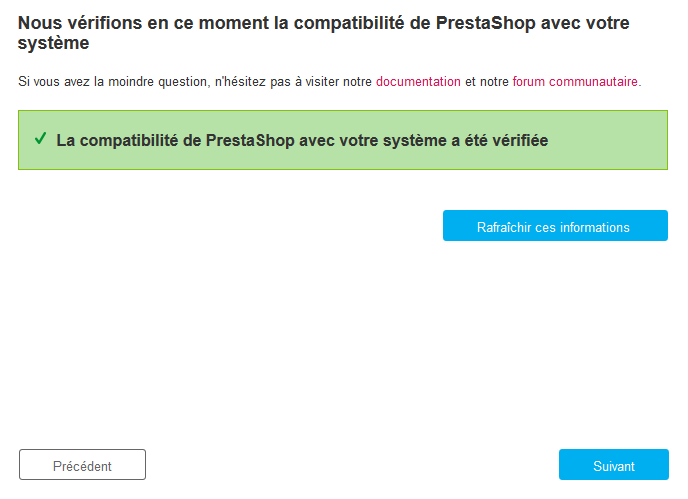 Nous vérifions en ce moment la compatibilité de PrestaShop avec votre
système
Si vous avez la moindre question, n'hésitez pas à visiter notre documentation et notre forum communautaire.
La compatibilité de PrestaShop avec votre système a été vérifiée
Rafraîchir ces informations
Précédent
Suivant